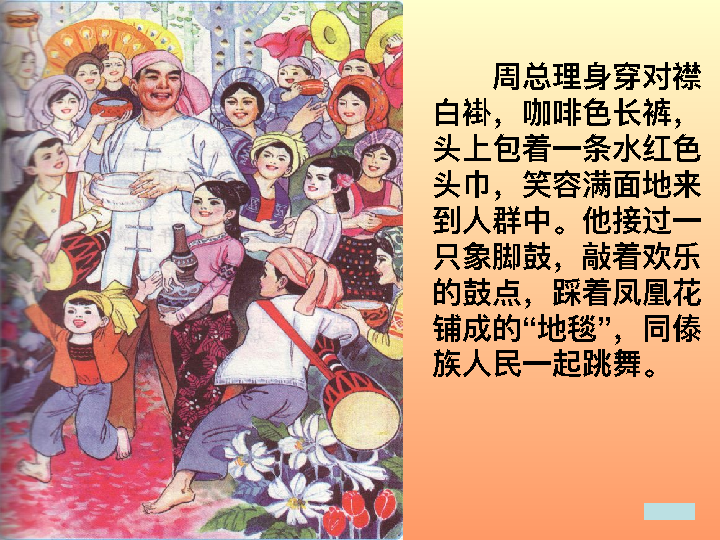 周总理身穿对襟
白褂，咖啡色长裤，
头上包着一条水红色
头巾，笑容满面地来
到人群中。他接过一
只象脚鼓，敲着欢乐
的鼓点，踩着凤凰花
铺成的“地毯”，同傣
族人民一起跳舞。